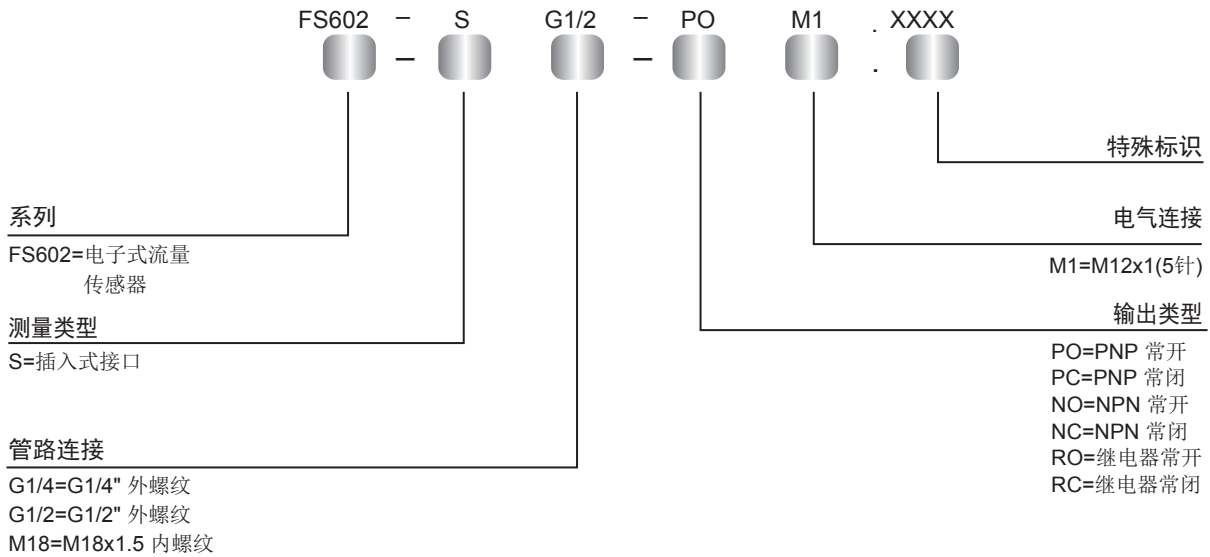 FS602 – S G1/2 – PO M1 . XXXX
– – .
特殊标识
系列
FS602=电子式流量
传感器
电气连接
M1=M12x1(5针)
测量类型
S=插入式接口
输出类型
PO=PNP 常开
PC=PNP 常闭
NO=NPN 常开
NC=NPN 常闭
RO=继电器常开
RC=继电器常闭
管路连接
G1/4=G1/4" 外螺纹
G1/2=G1/2" 外螺纹
M18=M18x1.5 内螺纹